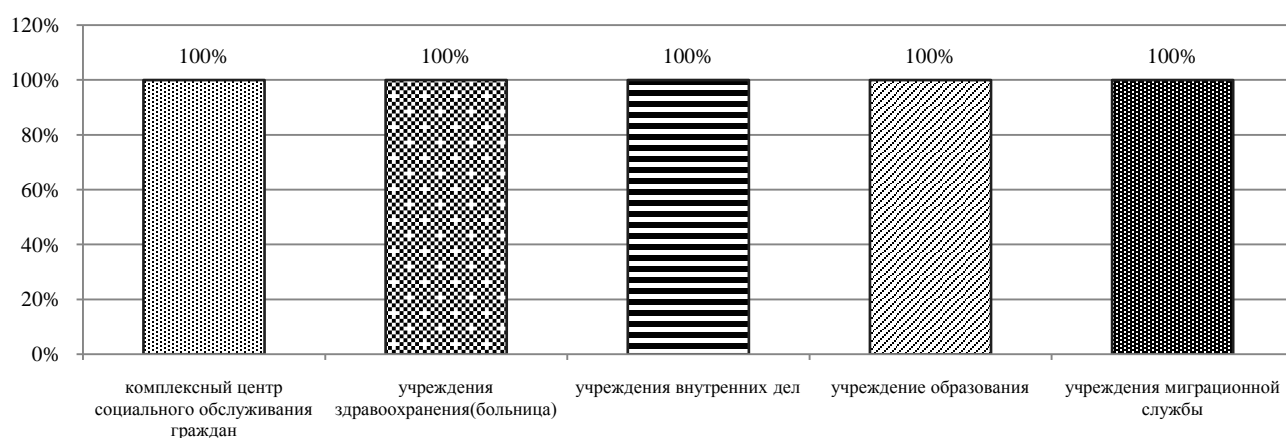 120%
100% 100% 100% 100% 100%
100%
80%
60%
40%
20%
0%
комплексный центр
социального обслуживания
граждан
учреждения
здравоохранения(больница)
учреждения внутренних дел
учреждение образования
учреждения миграционной
службы